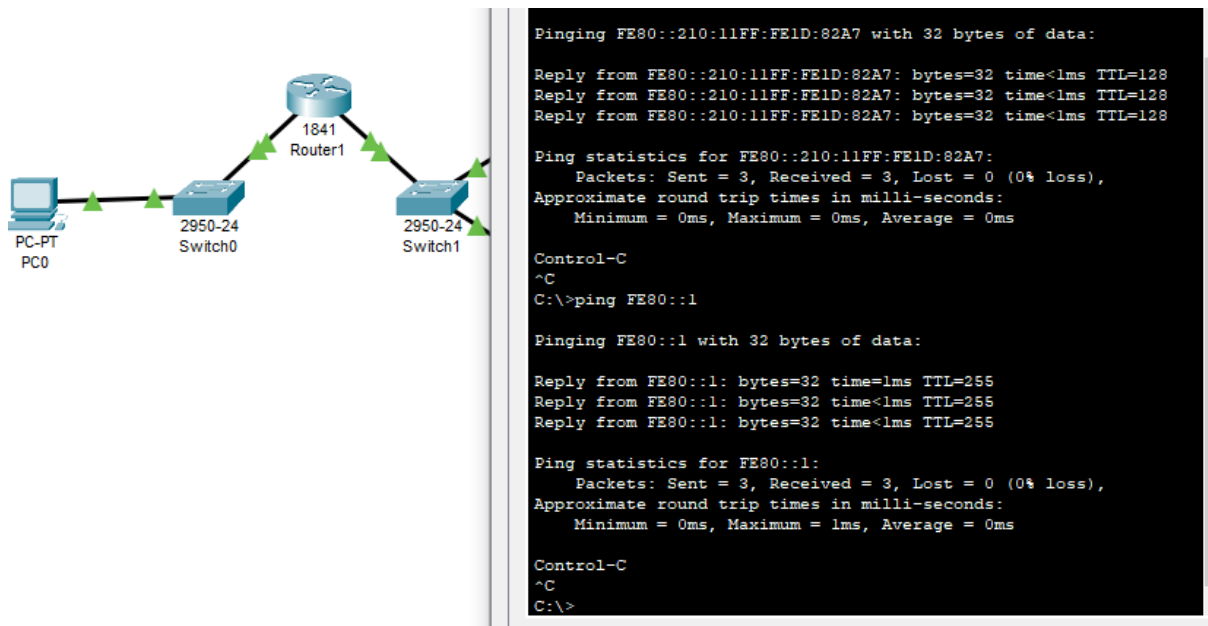 1841
Router1
2950-24
Switch0
2950-24
Switch1
PC-PT
PC0
Pinging FE80::210:11FF:FE1D:82A7 with 32 bytes of data:
Reply from FE80::210:11FF:FE1D:82A7: bytes=32 time<1ms TTL=128
Reply from FE80::210:11FF:FE1D:82A7: bytes=32 time<1ms TTL=128
Reply from FE80::210:11FF:FE1D:82A7: bytes=32 time<1ms TTL=128
Ping statistics for FE80::210:11FF:FE1D:82A7:
Packets: Sent = 3, Received = 3, Lost = 0 (0% loss),
Approximate round trip times in milli-seconds:
Minimum = 0ms, Maximum = 0ms, Average = 0ms
Control-C
^C
C:\>ping FE80::1
Pinging FE80::1 with 32 bytes of data:
Reply from FE80::1: bytes=32 time=1ms TTL=255
Reply from FE80::1: bytes=32 time<1ms TTL=255
Reply from FE80::1: bytes=32 time<1ms TTL=255
Ping statistics for FE80::1:
Packets: Sent = 3, Received = 3, Lost = 0 (0% loss),
Approximate round trip times in milli-seconds:
Minimum = 0ms, Maximum = 1ms, Average = 0ms
Control-C
^C
C:\>